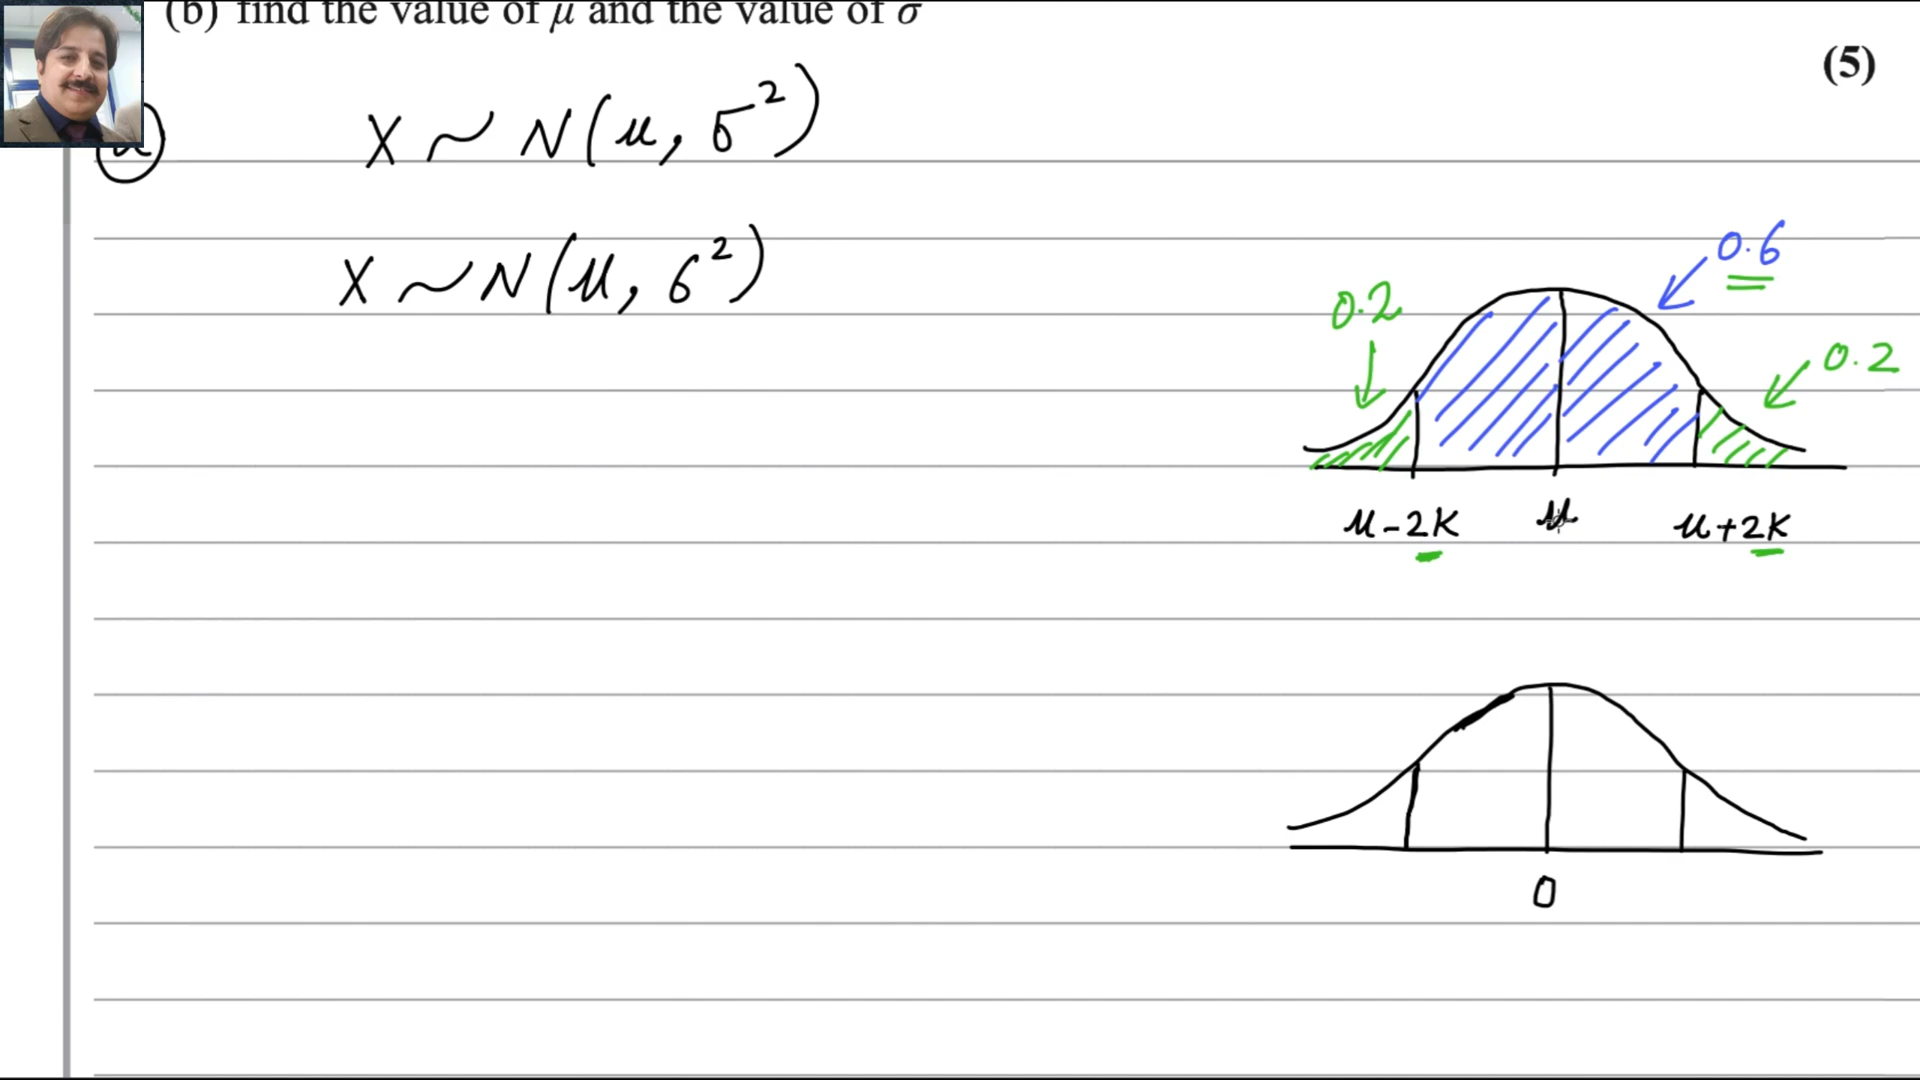 (b) find the value of μ and the value of σ
(5)
X ~ N(μ, σ²)
X ~ N(μ, σ²)
0.6
0.2
0.2
μ-2K μ μ+2K
0